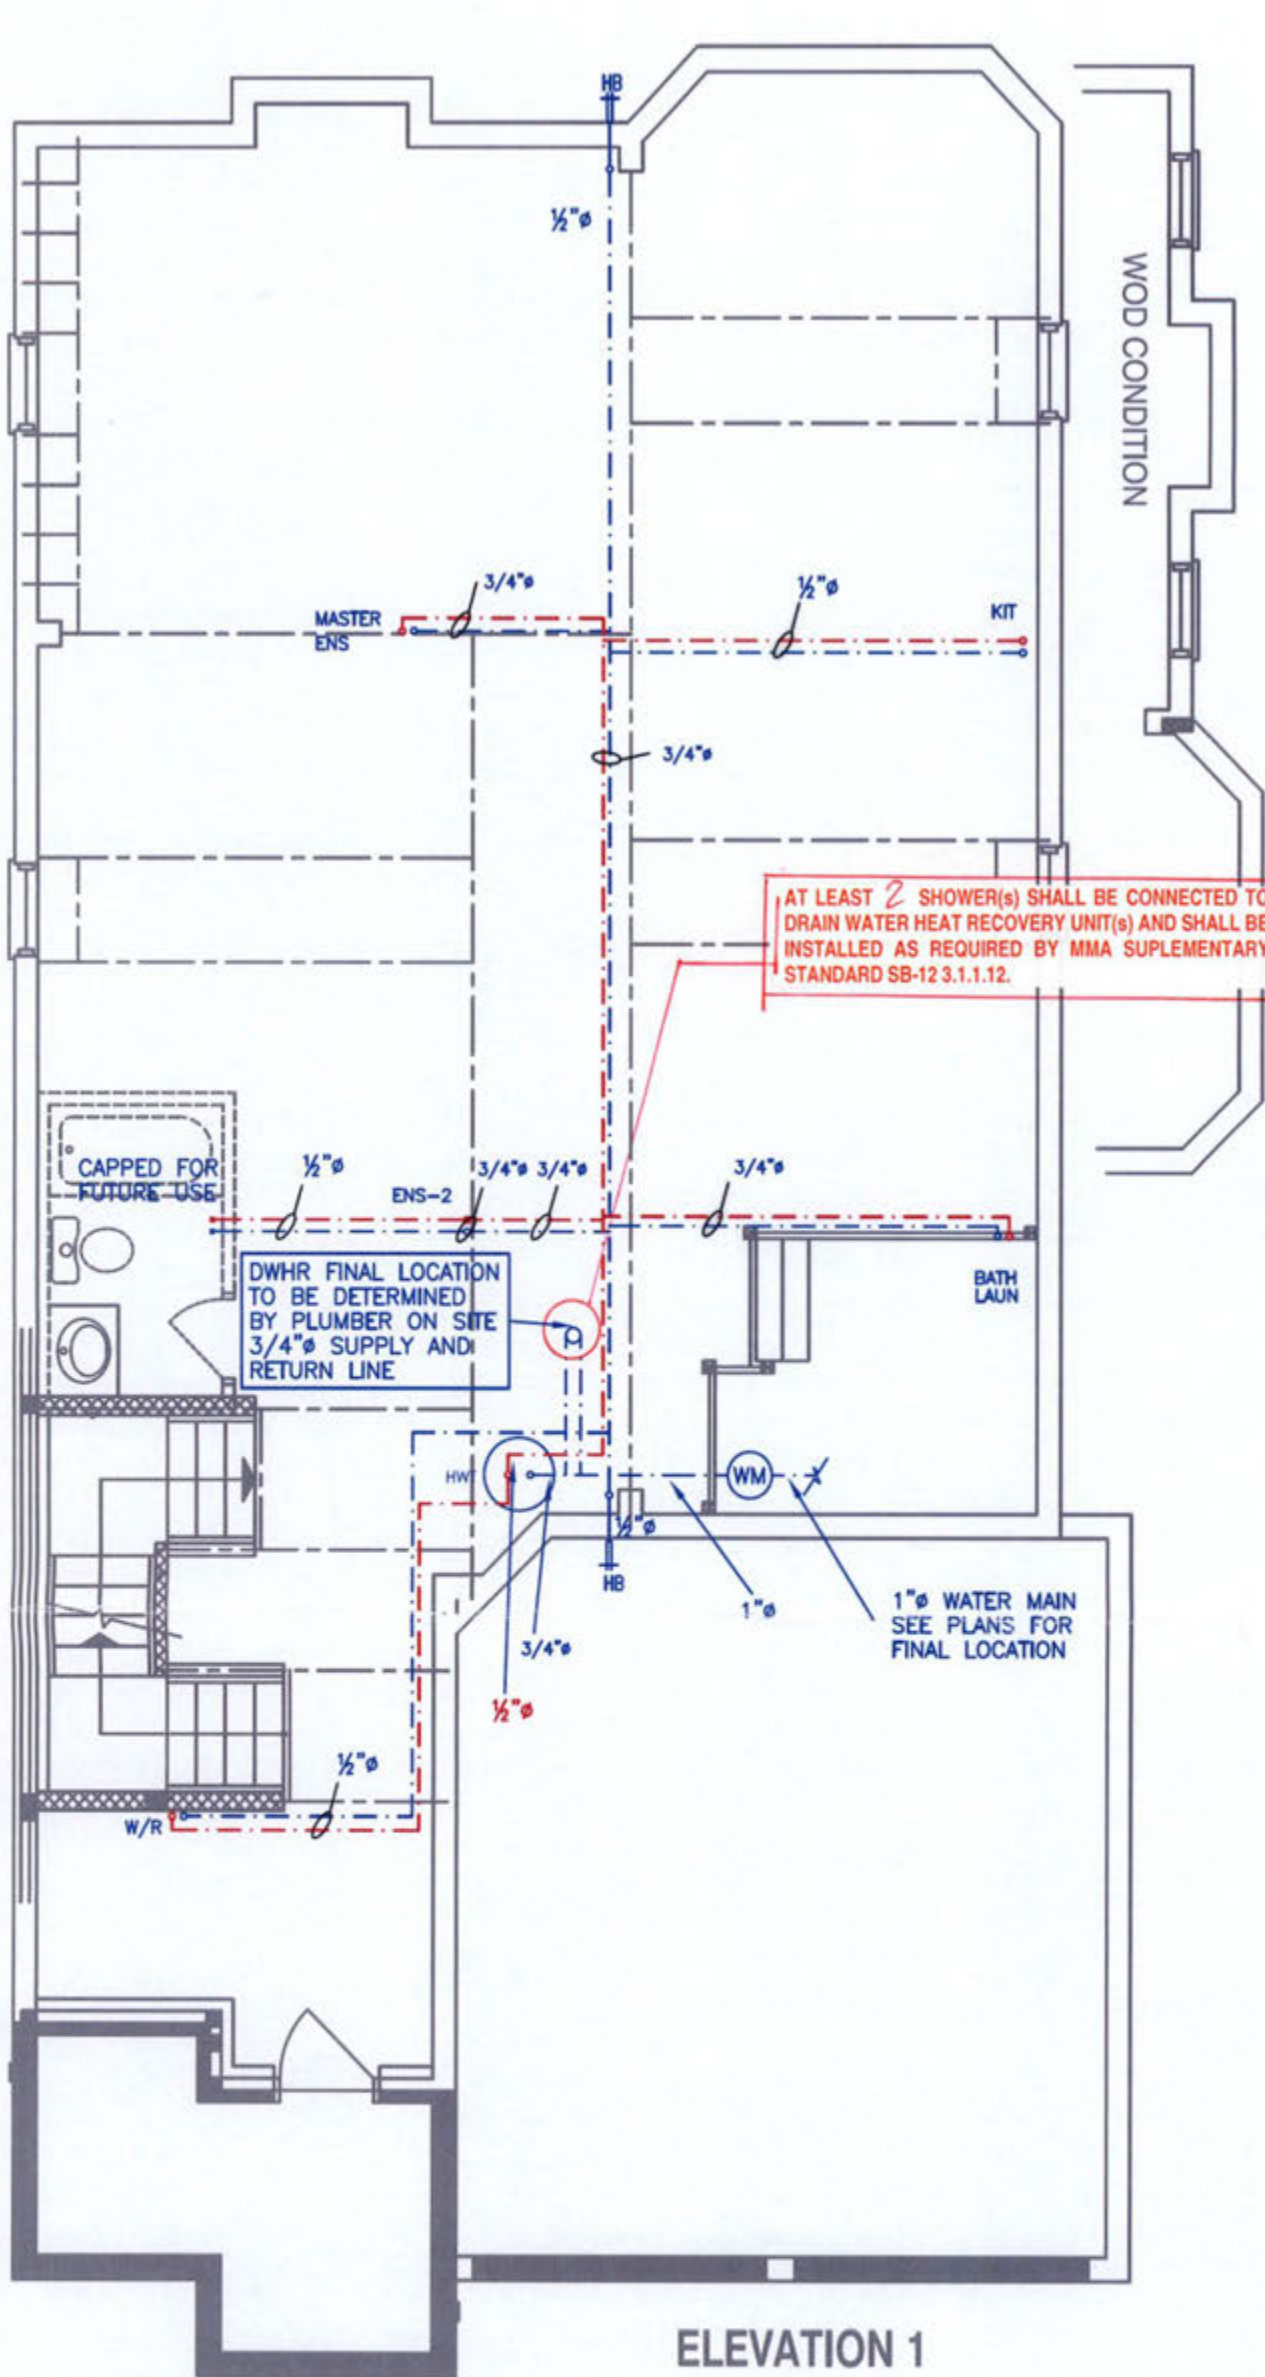 HB
½"ø
WOD CONDITION
3/4"ø
MASTER
ENS
½"ø
KIT
3/4"ø
AT LEAST 2 SHOWER(s) SHALL BE CONNECTED TO
DRAIN WATER HEAT RECOVERY UNIT(s) AND SHALL BE
INSTALLED AS REQUIRED BY MMA SUPLEMENTARY
STANDARD SB-12 3.1.1.12.
CAPPED FOR
FUTURE USE
½"ø
ENS-2
3/4"ø
3/4"ø
3/4"ø
DWHR FINAL LOCATION
TO BE DETERMINED
BY PLUMBER ON SITE
3/4"ø SUPPLY AND
RETURN LINE
BATH
LAUN
HWT
WM
½"ø
HB
1"ø
1"ø WATER MAIN
SEE PLANS FOR
FINAL LOCATION
3/4"ø
½"ø
½"ø
W/R
ELEVATION 1